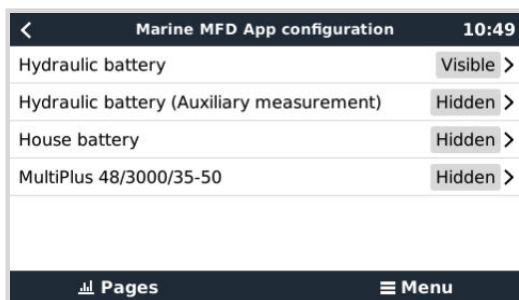 Marine MFD App configuration 10:49
Hydraulic battery Visible
Hydraulic battery (Auxiliary measurement) Hidden
House battery Hidden
MultiPlus 48/3000/35-50 Hidden
Pages Menu